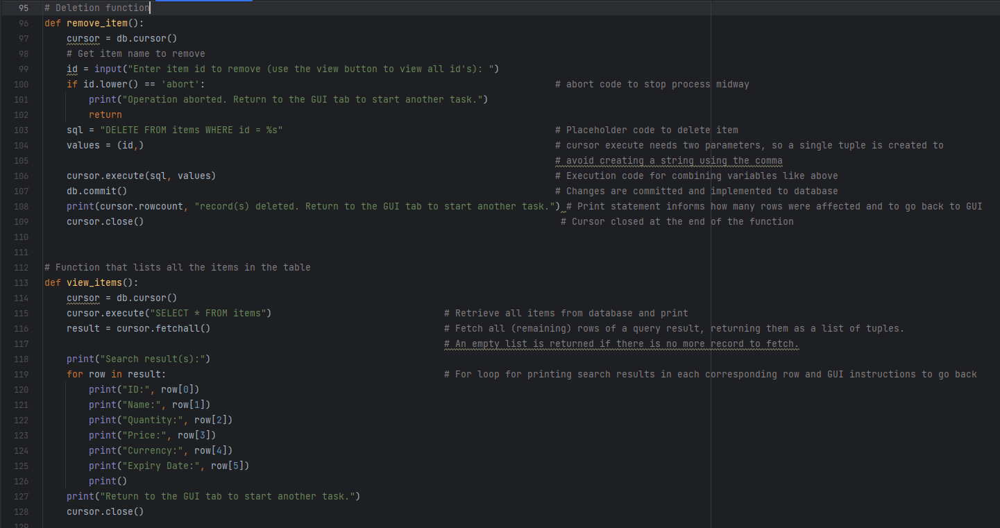 95 # Deletion function
96 def remove_item():
97     cursor = db.cursor()
98     # Get item name to remove
99     id = input("Enter item id to remove (use the view button to view all id's): ")
100     if id.lower() == 'abort':                                                               # abort code to stop process midway
101         print("Operation aborted. Return to the GUI tab to start another task.")
102         return
103     sql = "DELETE FROM items WHERE id = %s"                                                 # Placeholder code to delete item
104     values = (id,)                                                                          # cursor execute needs two parameters, so a single tuple is created to
105                                                                                             # avoid creating a string using the comma
106     cursor.execute(sql, values)                                                             # Execution code for combining variables like above
107     db.commit()                                                                             # Changes are committed and implemented to database
108     print(cursor.rowcount, "record(s) deleted. Return to the GUI tab to start another task.") # Print statement informs how many rows were affected and to go back to GUI
109     cursor.close()                                                                           # Cursor closed at the end of the function
110
111
112 # Function that lists all the items in the table
113 def view_items():
114     cursor = db.cursor()
115     cursor.execute("SELECT * FROM items")                               # Retrieve all items from database and print
116     result = cursor.fetchall()                                          # Fetch all (remaining) rows of a query result, returning them as a list of tuples.
117                                                                         # An empty list is returned if there is no more record to fetch.
118     print("Search result(s):")
119     for row in result:                                                  # For loop for printing search results in each corresponding row and GUI instructions to go back
120         print("ID:", row[0])
121         print("Name:", row[1])
122         print("Quantity:", row[2])
123         print("Price:", row[3])
124         print("Currency:", row[4])
125         print("Expiry Date:", row[5])
126         print()
127     print("Return to the GUI tab to start another task.")
128     cursor.close()
129